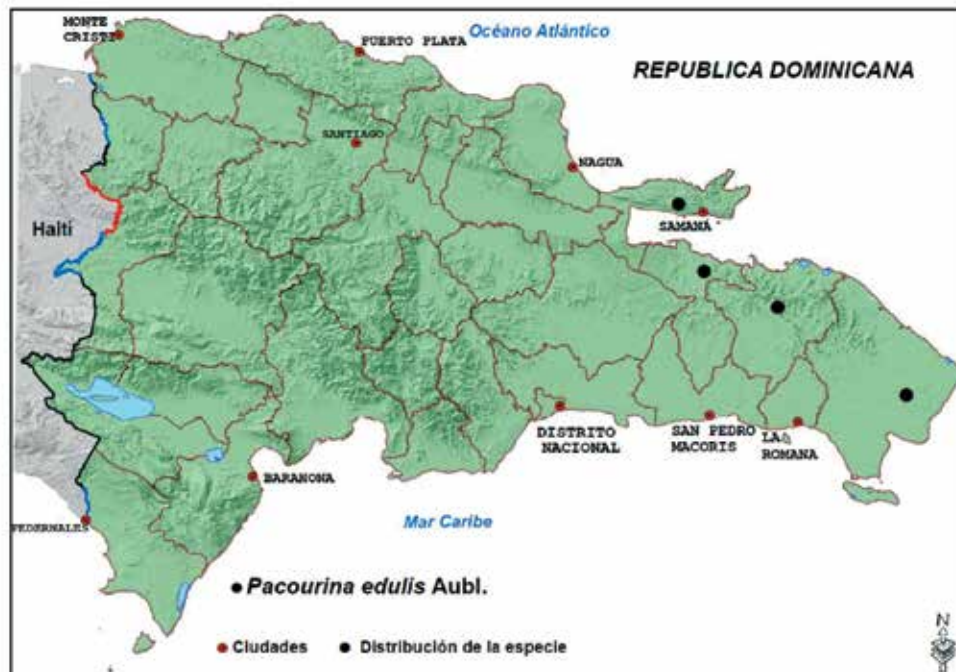 MONTE
CRISTI
PUERTO PLATA
Océano Atlántico
REPUBLICA DOMINICANA
SANTIAGO
NAGUA
SAMANÁ
Haití
DISTRITO
NACIONAL
SAN PEDRO
MACORIS
LA
ROMANA
BARAHONA
PEDERNALES
Mar Caribe
Pacourina edulis Aubl.
Ciudades
Distribución de la especie
N